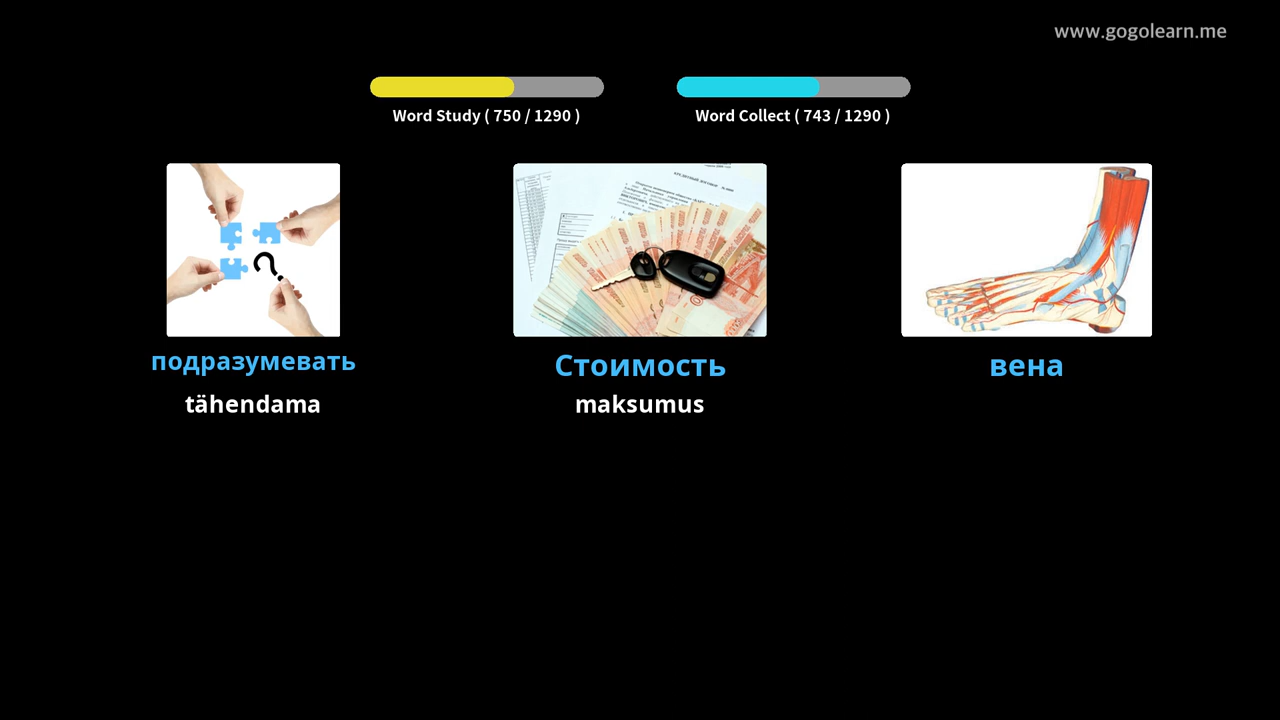 www.gogolearn.me
Word Study ( 750 / 1290 )
Word Collect ( 743 / 1290 )
подразумевать
Стоимость
вена
tähendama
maksumus